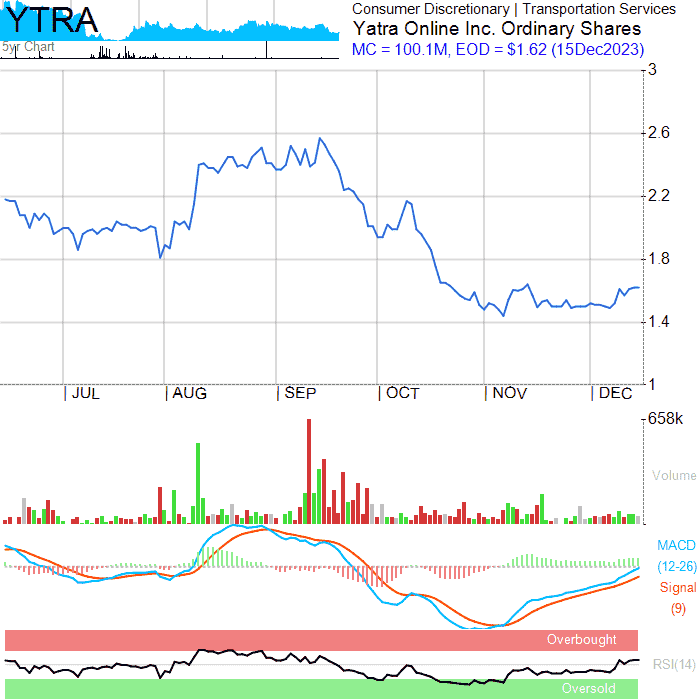 YTRA
5yr Chart
Consumer Discretionary | Transportation Services
Yatra Online Inc. Ordinary Shares
MC = 100.1M, EOD = $1.62 (15Dec2023)
3
2.6
2.2
1.8
1.4
1
| JUL | AUG | SEP | OCT | NOV | DEC
658k
Volume
MACD
(12-26)
Signal
(9)
Overbought
RSI(14)
Oversold